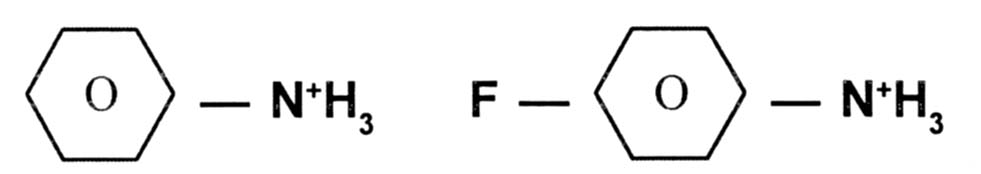 O — N⁺H₃ F — O — N⁺H₃